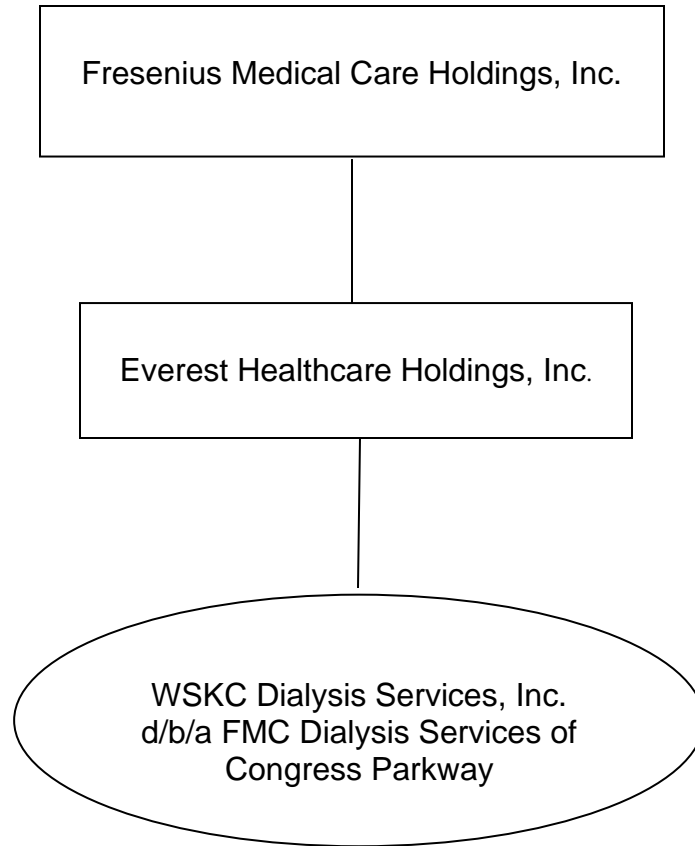 Fresenius Medical Care Holdings, Inc.
Everest Healthcare Holdings, Inc.
WSKC Dialysis Services, Inc.
d/b/a FMC Dialysis Services of
Congress Parkway